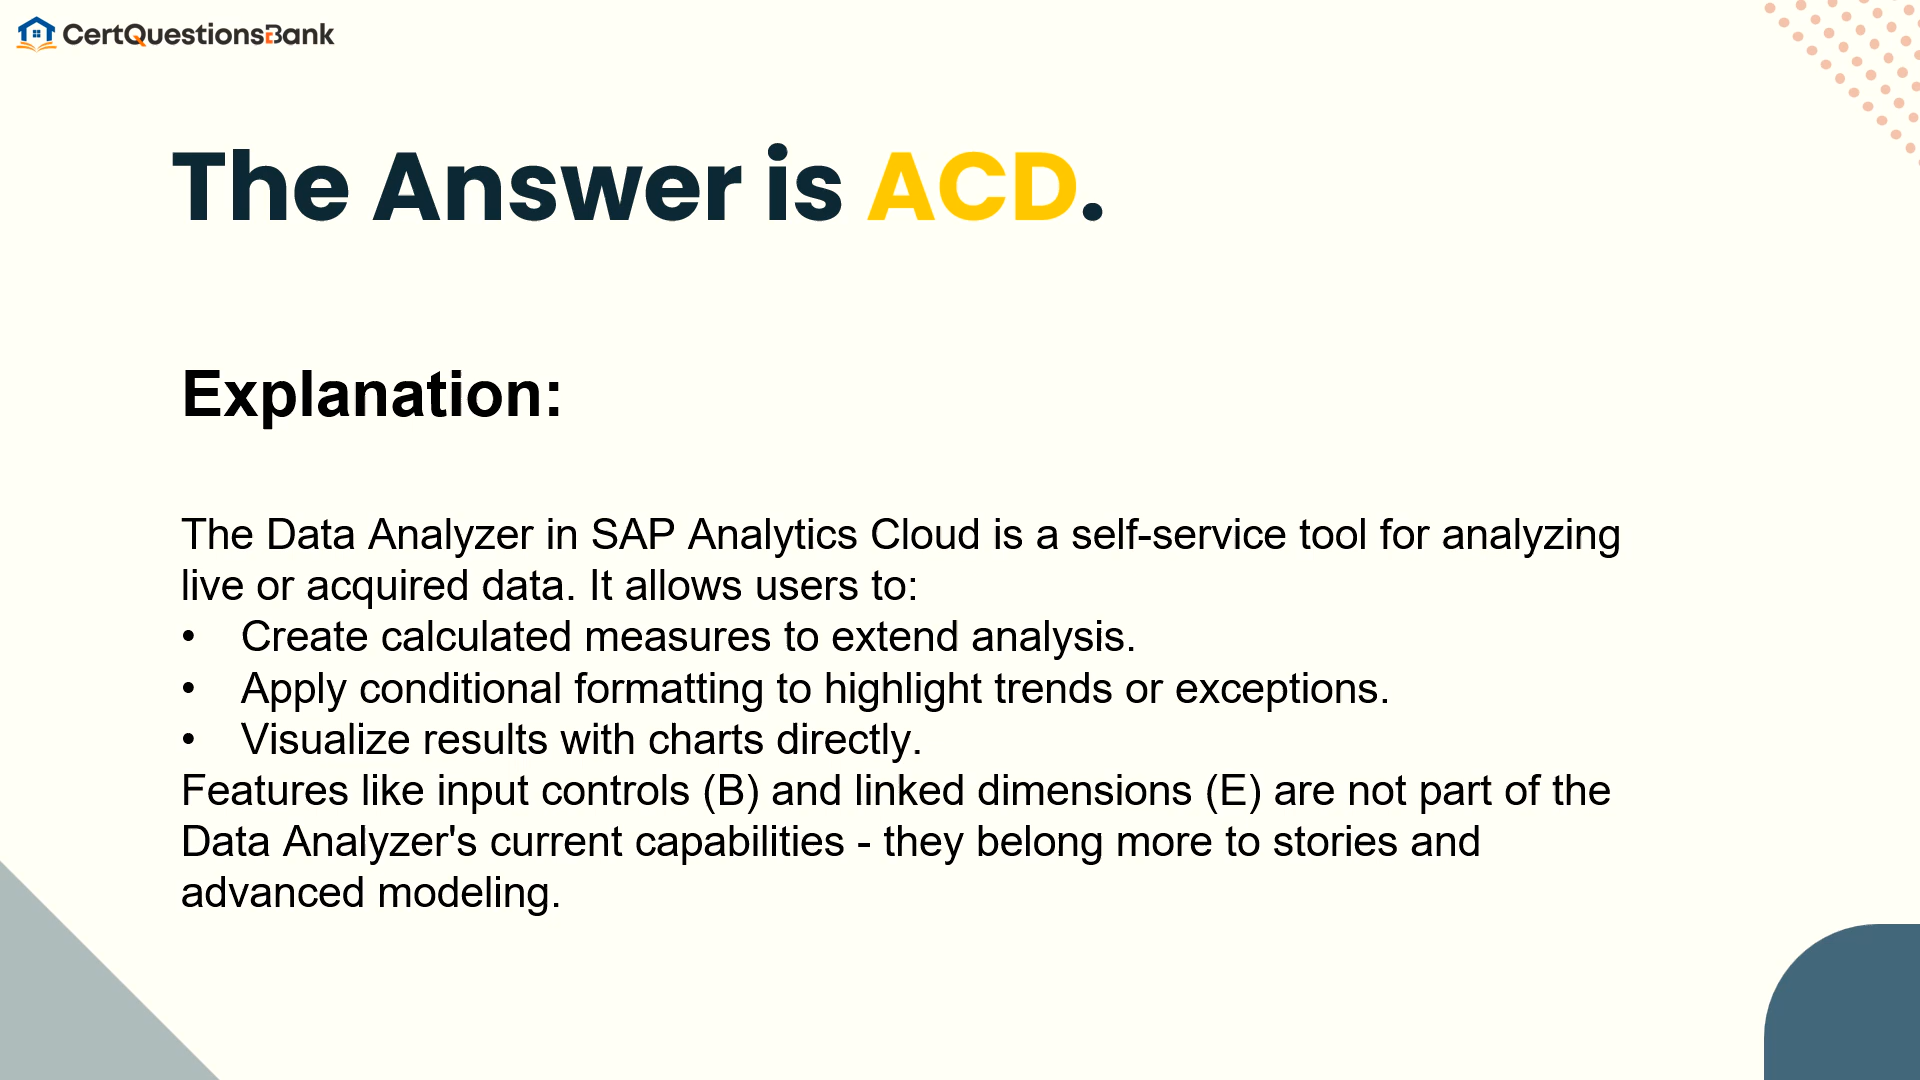 CertQuestionsBank
The Answer is ACD.
Explanation:
The Data Analyzer in SAP Analytics Cloud is a self-service tool for analyzing
live or acquired data. It allows users to:
• Create calculated measures to extend analysis.
• Apply conditional formatting to highlight trends or exceptions.
• Visualize results with charts directly.
Features like input controls (B) and linked dimensions (E) are not part of the
Data Analyzer's current capabilities - they belong more to stories and
advanced modeling.